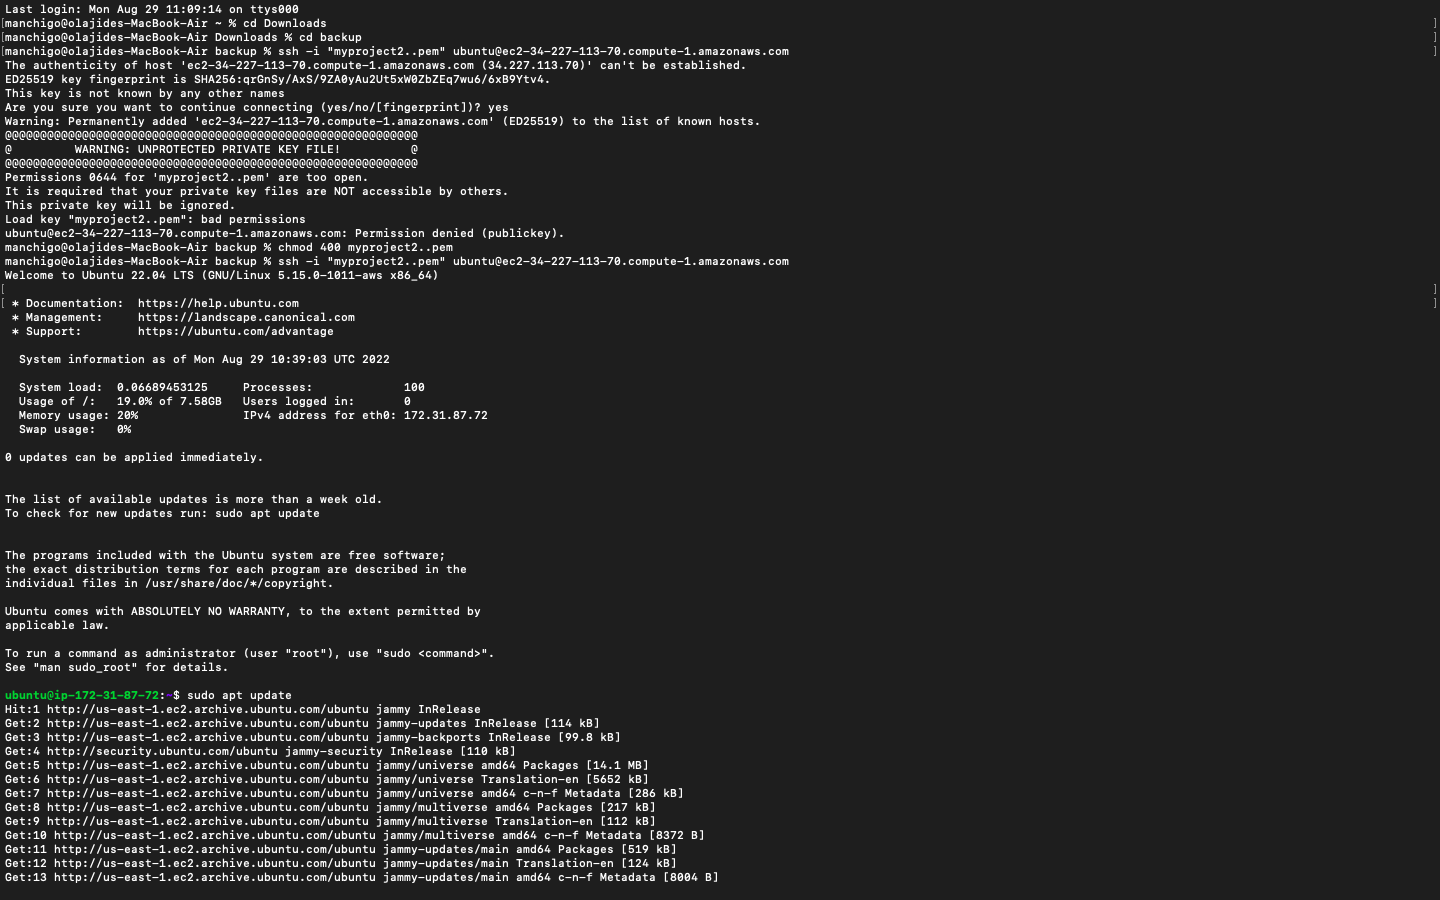 Last login: Mon Aug 29 11:09:14 on ttys000
[manchigo@olajides-MacBook-Air ~ % cd Downloads ]
[manchigo@olajides-MacBook-Air Downloads % cd backup ]
[manchigo@olajides-MacBook-Air backup % ssh -i "myproject2..pem" ubuntu@ec2-34-227-113-70.compute-1.amazonaws.com ]
The authenticity of host 'ec2-34-227-113-70.compute-1.amazonaws.com (34.227.113.70)' can't be established.
ED25519 key fingerprint is SHA256:qrGnSy/AxS/9ZA0yAu2Ut5xW0ZbZEq7wu6/6xB9Ytv4.
This key is not known by any other names
Are you sure you want to continue connecting (yes/no/[fingerprint])? yes
Warning: Permanently added 'ec2-34-227-113-70.compute-1.amazonaws.com' (ED25519) to the list of known hosts.
@@@@@@@@@@@@@@@@@@@@@@@@@@@@@@@@@@@@@@@@@@@@@@@@@@@@@@@@@@@
@         WARNING: UNPROTECTED PRIVATE KEY FILE!          @
@@@@@@@@@@@@@@@@@@@@@@@@@@@@@@@@@@@@@@@@@@@@@@@@@@@@@@@@@@@
Permissions 0644 for 'myproject2..pem' are too open.
It is required that your private key files are NOT accessible by others.
This private key will be ignored.
Load key "myproject2..pem": bad permissions
ubuntu@ec2-34-227-113-70.compute-1.amazonaws.com: Permission denied (publickey).
manchigo@olajides-MacBook-Air backup % chmod 400 myproject2..pem
manchigo@olajides-MacBook-Air backup % ssh -i "myproject2..pem" ubuntu@ec2-34-227-113-70.compute-1.amazonaws.com
Welcome to Ubuntu 22.04 LTS (GNU/Linux 5.15.0-1011-aws x86_64)
[ ]
[ * Documentation:  https://help.ubuntu.com ]
 * Management:     https://landscape.canonical.com
 * Support:        https://ubuntu.com/advantage
  System information as of Mon Aug 29 10:39:03 UTC 2022
  System load:  0.06689453125     Processes:             100
  Usage of /:   19.0% of 7.58GB   Users logged in:       0
  Memory usage: 20%               IPv4 address for eth0: 172.31.87.72
  Swap usage:   0%
0 updates can be applied immediately.
The list of available updates is more than a week old.
To check for new updates run: sudo apt update
The programs included with the Ubuntu system are free software;
the exact distribution terms for each program are described in the
individual files in /usr/share/doc/*/copyright.
Ubuntu comes with ABSOLUTELY NO WARRANTY, to the extent permitted by
applicable law.
To run a command as administrator (user "root"), use "sudo <command>".
See "man sudo_root" for details.
ubuntu@ip-172-31-87-72:~$ sudo apt update
Hit:1 http://us-east-1.ec2.archive.ubuntu.com/ubuntu jammy InRelease
Get:2 http://us-east-1.ec2.archive.ubuntu.com/ubuntu jammy-updates InRelease [114 kB]
Get:3 http://us-east-1.ec2.archive.ubuntu.com/ubuntu jammy-backports InRelease [99.8 kB]
Get:4 http://security.ubuntu.com/ubuntu jammy-security InRelease [110 kB]
Get:5 http://us-east-1.ec2.archive.ubuntu.com/ubuntu jammy/universe amd64 Packages [14.1 MB]
Get:6 http://us-east-1.ec2.archive.ubuntu.com/ubuntu jammy/universe Translation-en [5652 kB]
Get:7 http://us-east-1.ec2.archive.ubuntu.com/ubuntu jammy/universe amd64 c-n-f Metadata [286 kB]
Get:8 http://us-east-1.ec2.archive.ubuntu.com/ubuntu jammy/multiverse amd64 Packages [217 kB]
Get:9 http://us-east-1.ec2.archive.ubuntu.com/ubuntu jammy/multiverse Translation-en [112 kB]
Get:10 http://us-east-1.ec2.archive.ubuntu.com/ubuntu jammy/multiverse amd64 c-n-f Metadata [8372 B]
Get:11 http://us-east-1.ec2.archive.ubuntu.com/ubuntu jammy-updates/main amd64 Packages [519 kB]
Get:12 http://us-east-1.ec2.archive.ubuntu.com/ubuntu jammy-updates/main Translation-en [124 kB]
Get:13 http://us-east-1.ec2.archive.ubuntu.com/ubuntu jammy-updates/main amd64 c-n-f Metadata [8004 B]